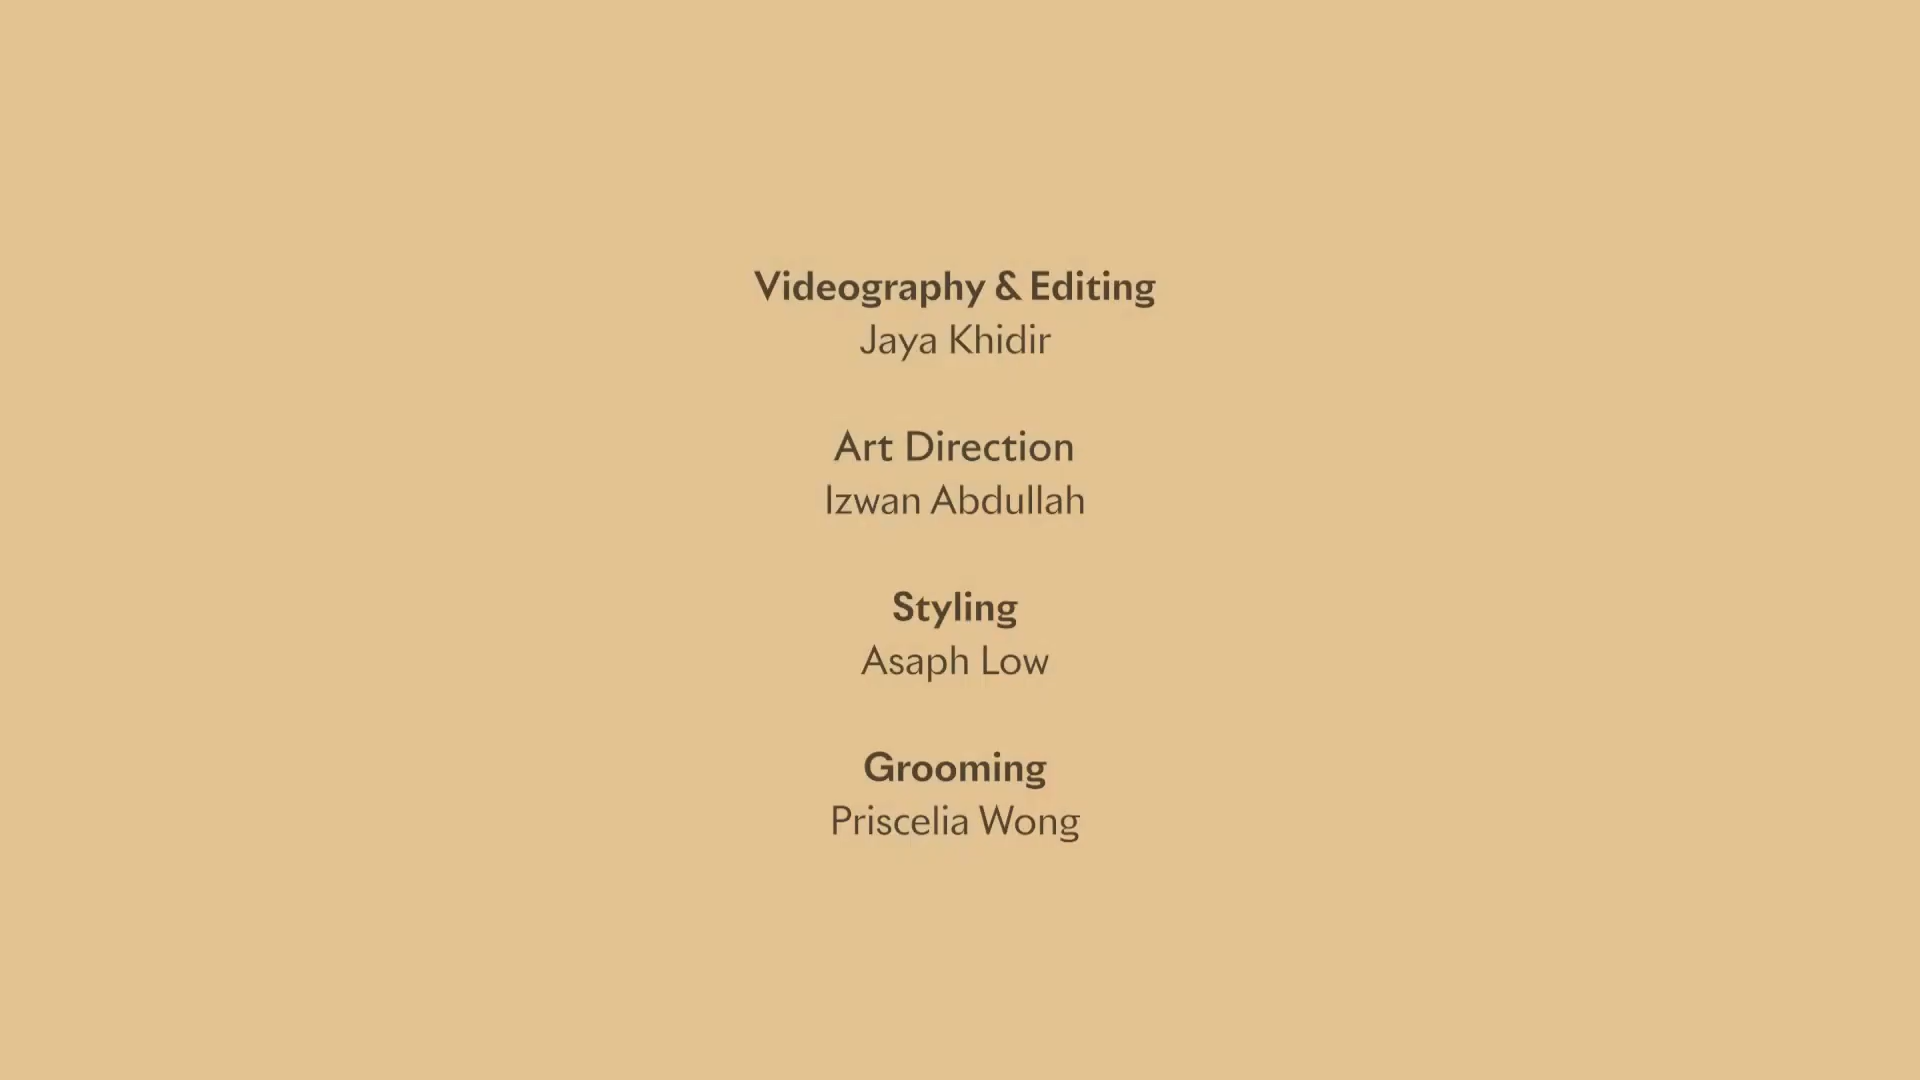 Videography & Editing
Jaya Khidir
Art Direction
Izwan Abdullah
Styling
Asaph Low
Grooming
Priscelia Wong